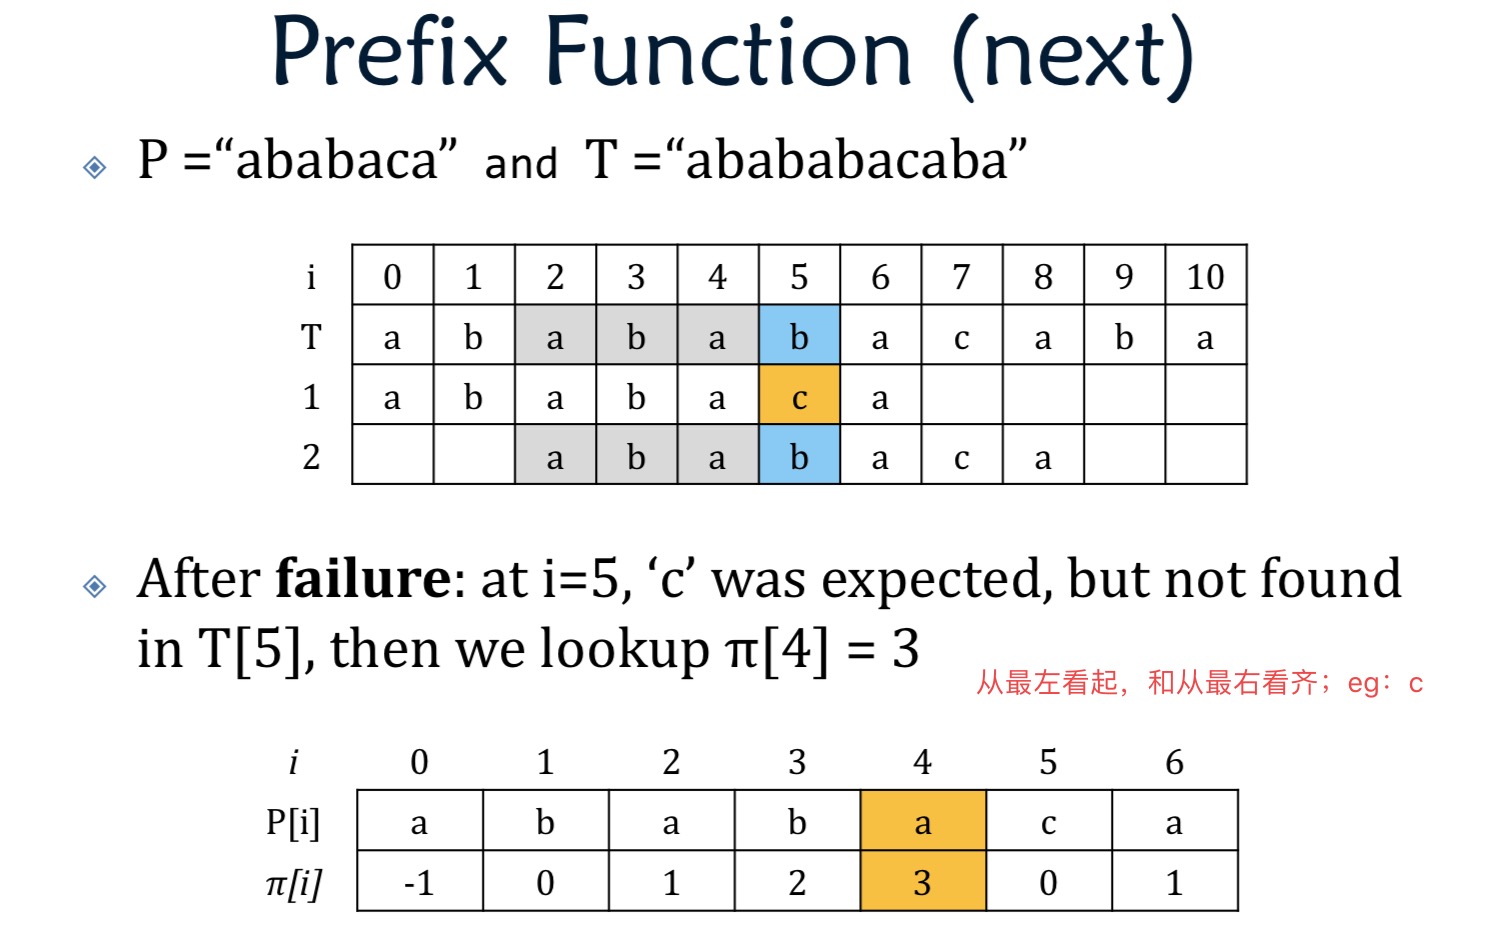 Prefix Function (next)
P =“ababaca” and T =“abababacaba”
i 0 1 2 3 4 5 6 7 8 9 10
T a b a b a b a c a b a
1 a b a b a c a
2 a b a b a c a
After failure: at i=5, ‘c’ was expected, but not found
in T[5], then we lookup π[4] = 3
从最左看起，和从最右看齐；eg：c
i 0 1 2 3 4 5 6
P[i] a b a b a c a
π[i] -1 0 1 2 3 0 1